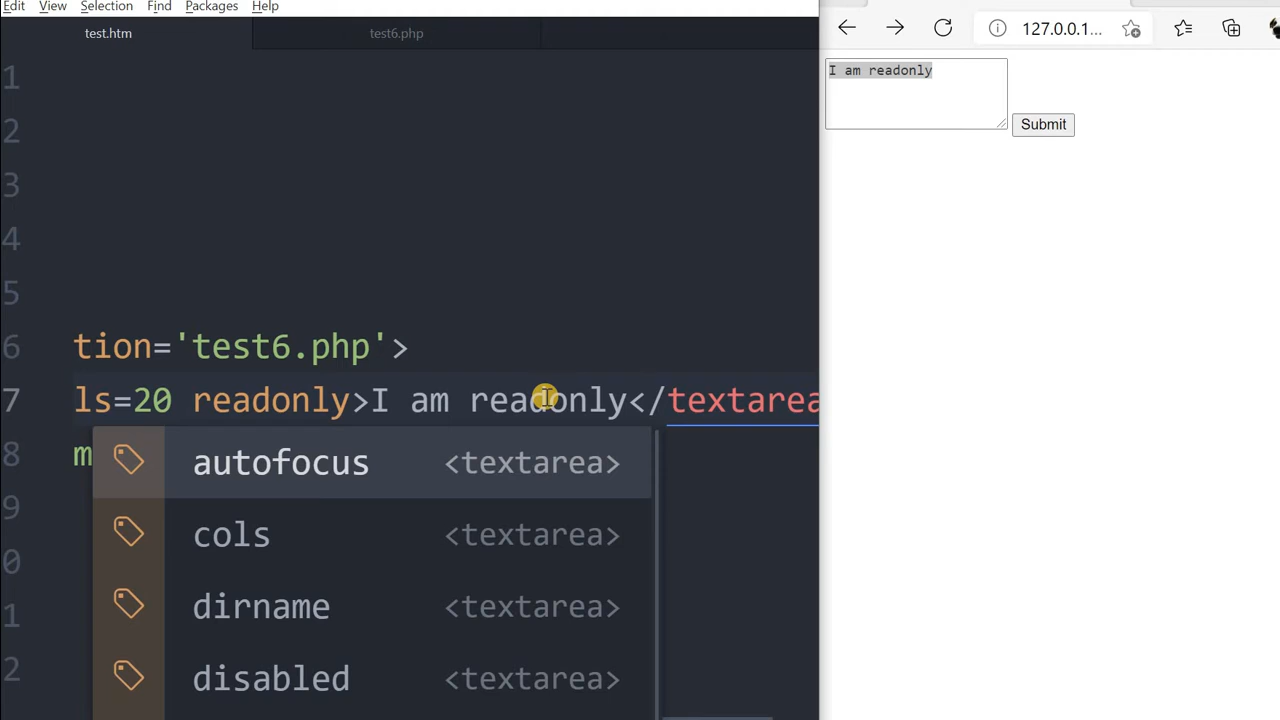 Edit View Selection Find Packages Help
test.htm test6.php
127.0.0.1...
I am readonly
Submit
1
2
3
4
5
6 tion='test6.php'>
7 ls=20 readonly>I am readonly</textarea
8 m
autofocus <textarea>
9
cols <textarea>
0
dirname <textarea>
1
disabled <textarea>
2